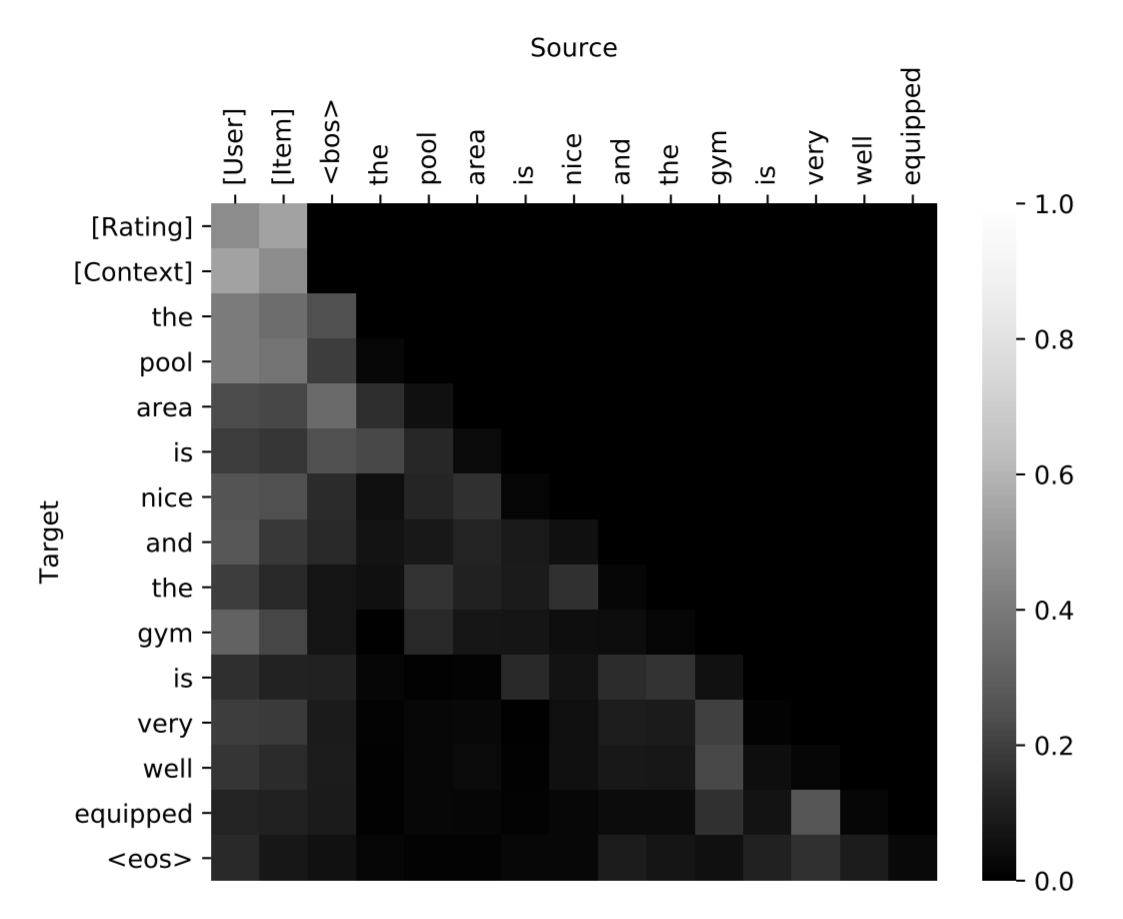 Source
[User] [Item] <bos> the pool area is nice and the gym is very well equipped
Target
[Rating]
[Context]
the
pool
area
is
nice
and
the
gym
is
very
well
equipped
<eos>
1.0
0.8
0.6
0.4
0.2
0.0